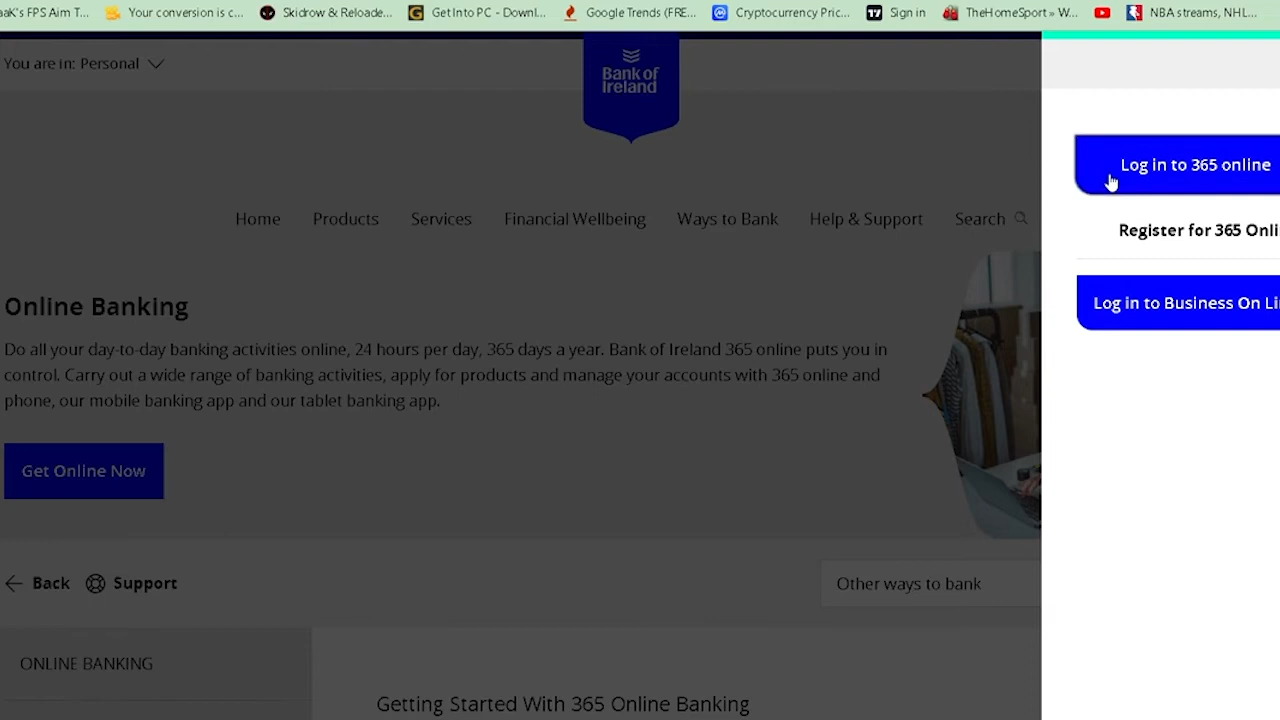 aaK's FPS Aim T...
Your conversion is c...
Skidrow & Reloade...
Get Into PC - Downl...
Google Trends (FRE...
Cryptocurrency Pric...
Sign in
TheHomeSport » W...
NBA streams, NHL...
You are in: Personal
Bank of
Ireland
Home
Products
Services
Financial Wellbeing
Ways to Bank
Help & Support
Search
Log in to 365 online
Register for 365 Onli
Log in to Business On Li
Online Banking
Do all your day-to-day banking activities online, 24 hours per day, 365 days a year. Bank of Ireland 365 online puts you in
control. Carry out a wide range of banking activities, apply for products and manage your accounts with 365 online and
phone, our mobile banking app and our tablet banking app.
Get Online Now
Back
Support
Other ways to bank
ONLINE BANKING
Getting Started With 365 Online Banking